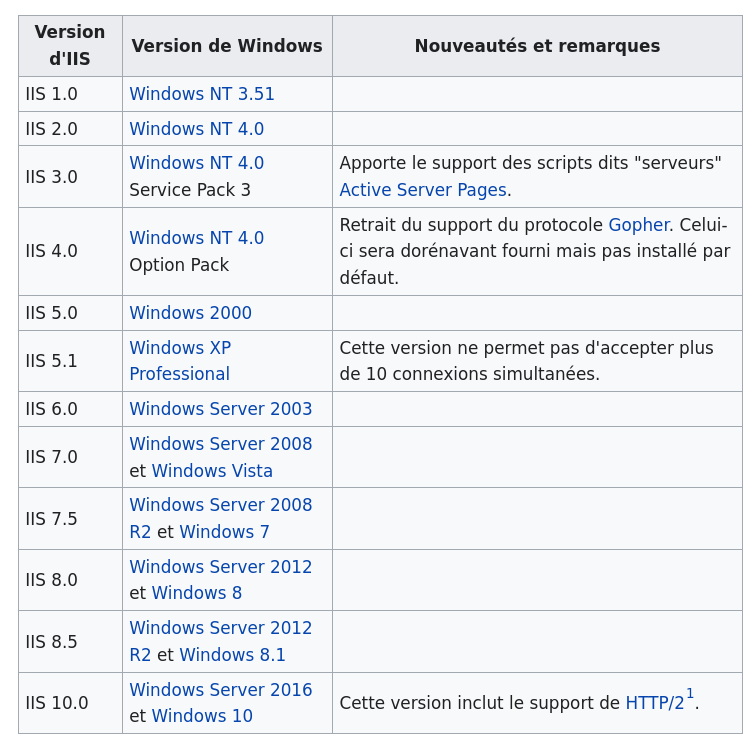 Version d'IIS Version de Windows Nouveautés et remarques
IIS 1.0 Windows NT 3.51
IIS 2.0 Windows NT 4.0
IIS 3.0 Windows NT 4.0
Service Pack 3
Apporte le support des scripts dits "serveurs"
Active Server Pages.
IIS 4.0 Windows NT 4.0
Option Pack
Retrait du support du protocole Gopher. Celui-
ci sera dorénavant fourni mais pas installé par
défaut.
IIS 5.0 Windows 2000
IIS 5.1 Windows XP
Professional
Cette version ne permet pas d'accepter plus
de 10 connexions simultanées.
IIS 6.0 Windows Server 2003
IIS 7.0 Windows Server 2008
et Windows Vista
IIS 7.5 Windows Server 2008
R2 et Windows 7
IIS 8.0 Windows Server 2012
et Windows 8
IIS 8.5 Windows Server 2012
R2 et Windows 8.1
IIS 10.0 Windows Server 2016
et Windows 10
Cette version inclut le support de HTTP/2¹.